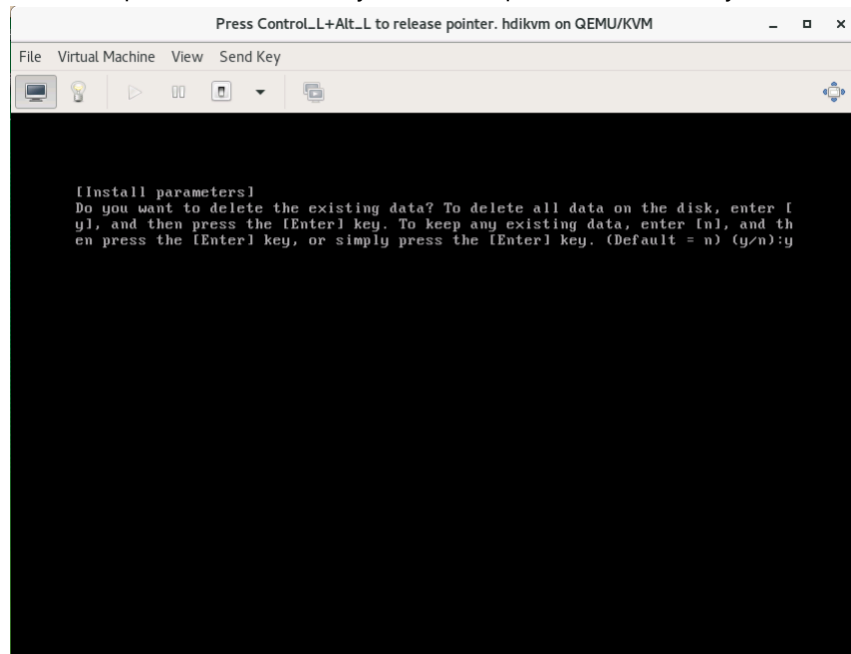 Press Control_L+Alt_L to release pointer. hdikvm on QEMU/KVM
File Virtual Machine View Send Key
[Install parameters]
Do you want to delete the existing data? To delete all data on the disk, enter [
y], and then press the [Enter] key. To keep any existing data, enter [n], and th
en press the [Enter] key, or simply press the [Enter] key. (Default = n) (y/n):y